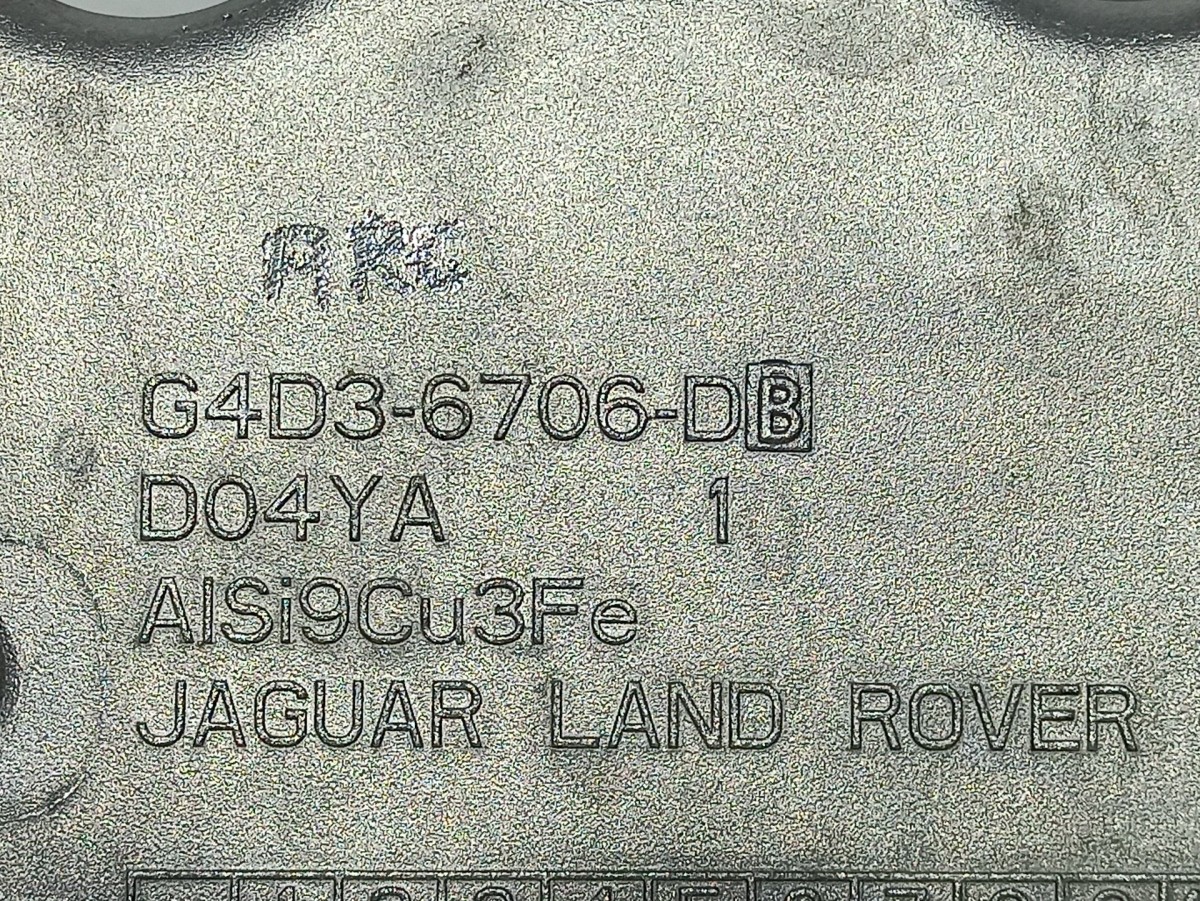 ARC
G4D3-6706-DB
D04YA 1
AlSi9Cu3Fe
JAGUAR LAND ROVER